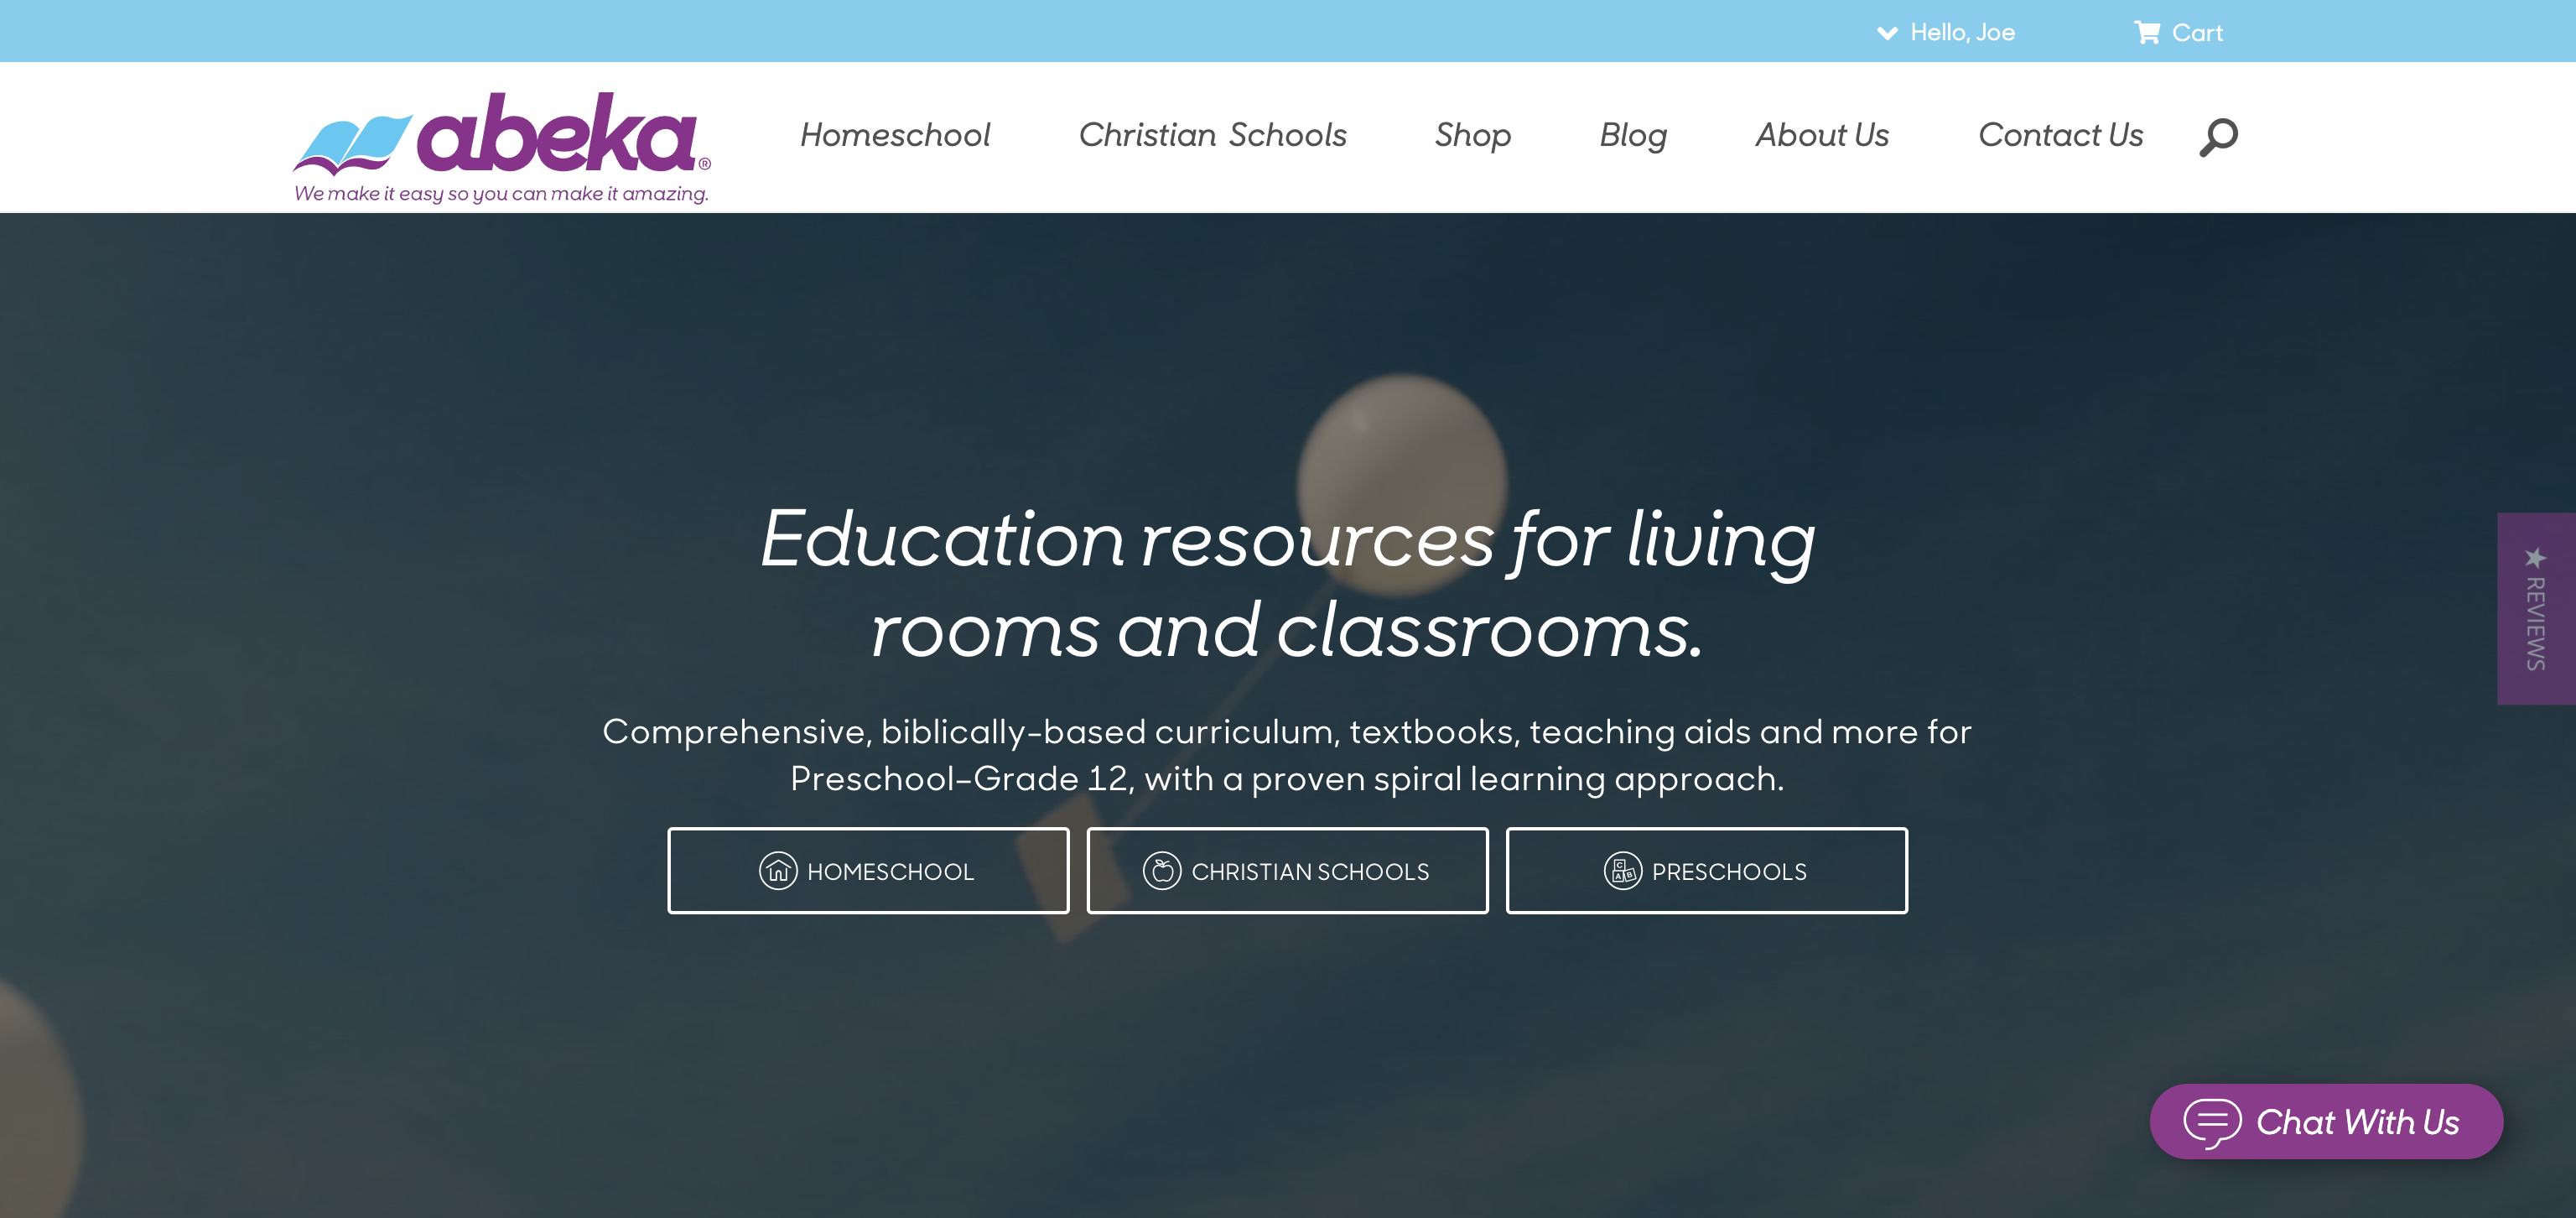 Hello, Joe
Cart
abeka®
We make it easy so you can make it amazing.
Homeschool
Christian Schools
Shop
Blog
About Us
Contact Us
Education resources for living
rooms and classrooms.
Comprehensive, biblically-based curriculum, textbooks, teaching aids and more for
Preschool–Grade 12, with a proven spiral learning approach.
HOMESCHOOL
CHRISTIAN SCHOOLS
C
A B
PRESCHOOLS
★ REVIEWS
Chat With Us